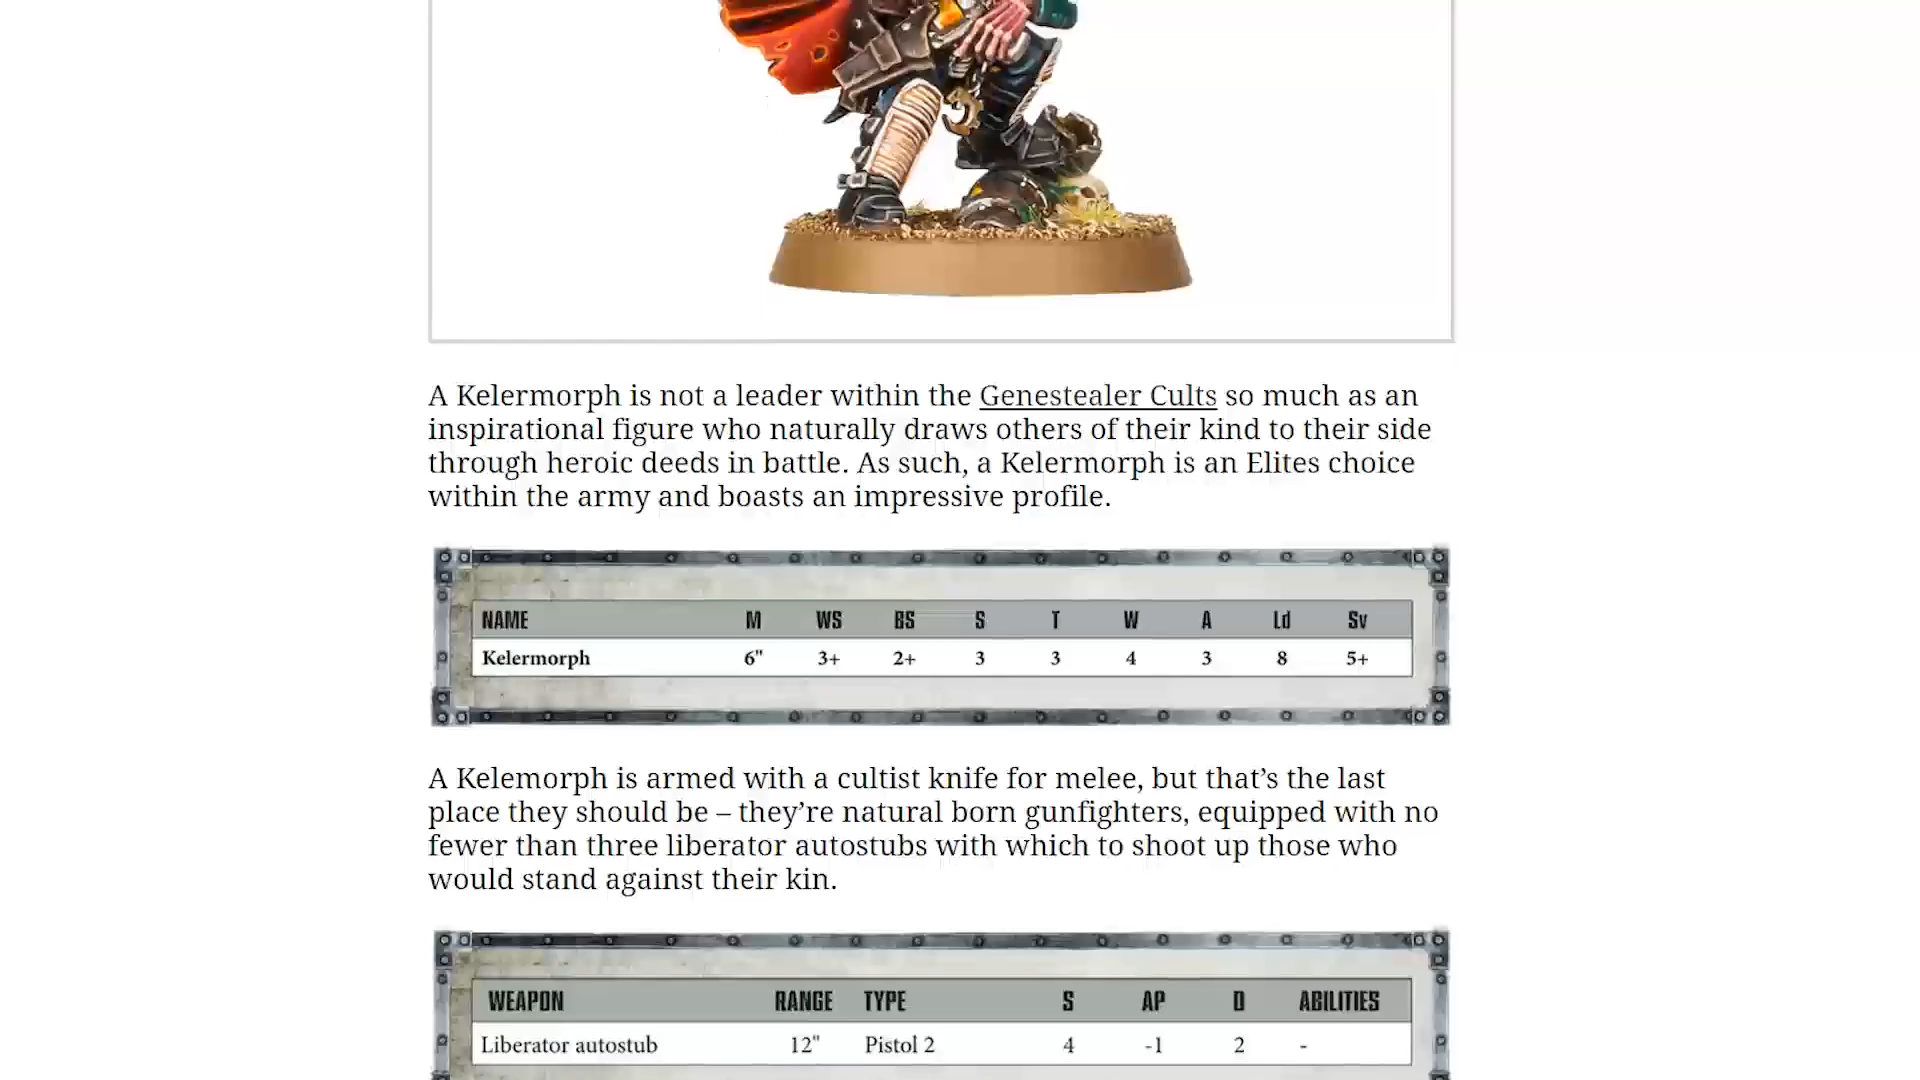 A Kelermorph is not a leader within the Genestealer Cults so much as an
inspirational figure who naturally draws others of their kind to their side
through heroic deeds in battle. As such, a Kelermorph is an Elites choice
within the army and boasts an impressive profile.
NAME M WS BS S T W A Ld Sv
Kelermorph 6" 3+ 2+ 3 3 4 3 8 5+
A Kelemorph is armed with a cultist knife for melee, but that’s the last
place they should be – they’re natural born gunfighters, equipped with no
fewer than three liberator autostubs with which to shoot up those who
would stand against their kin.
WEAPON RANGE TYPE S AP D ABILITIES
Liberator autostub 12" Pistol 2 4 -1 2 -